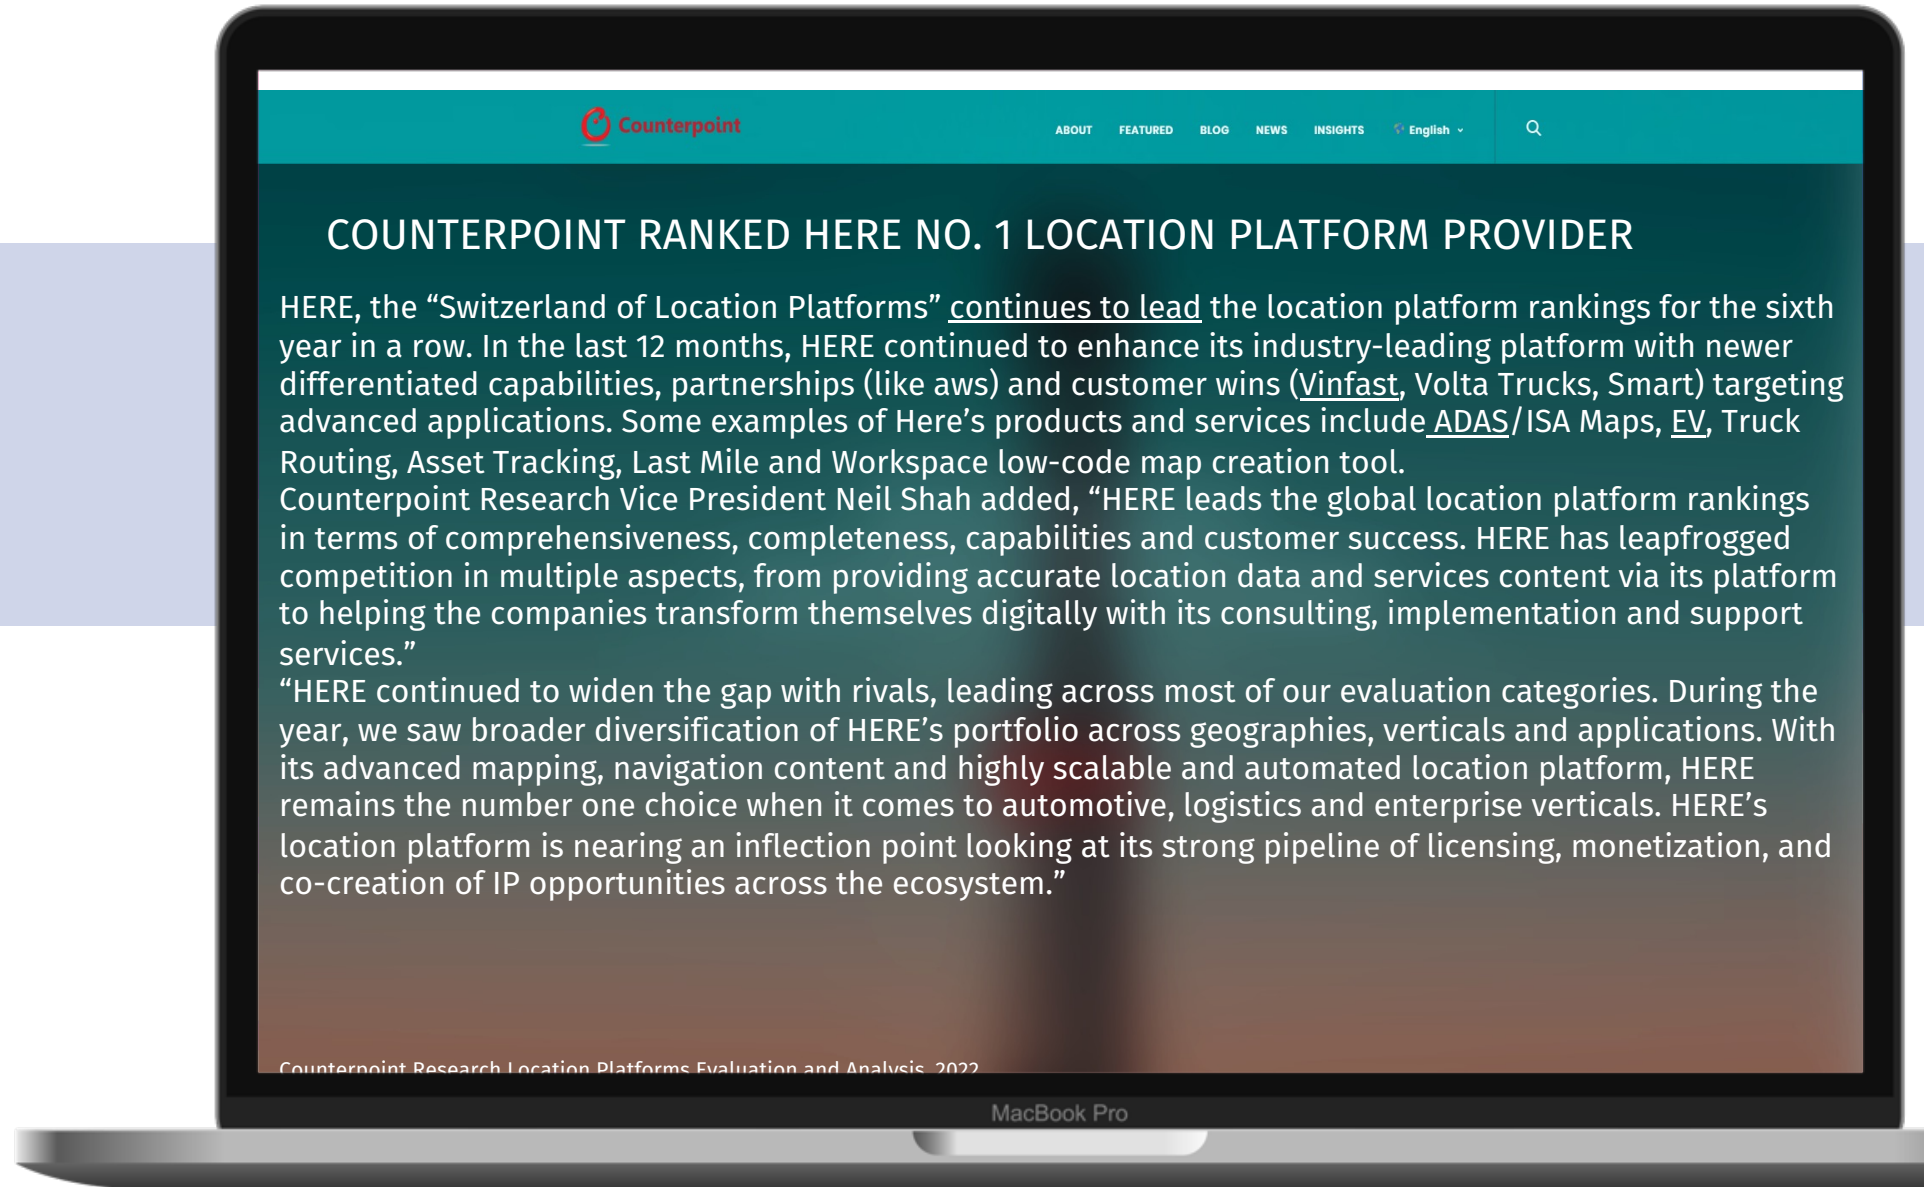 Counterpoint
ABOUT FEATURED BLOG NEWS INSIGHTS English
COUNTERPOINT RANKED HERE NO. 1 LOCATION PLATFORM PROVIDER
HERE, the “Switzerland of Location Platforms” continues to lead the location platform rankings for the sixth
year in a row. In the last 12 months, HERE continued to enhance its industry-leading platform with newer
differentiated capabilities, partnerships (like aws) and customer wins (Vinfast, Volta Trucks, Smart) targeting
advanced applications. Some examples of Here’s products and services include ADAS/ISA Maps, EV, Truck
Routing, Asset Tracking, Last Mile and Workspace low-code map creation tool.
Counterpoint Research Vice President Neil Shah added, “HERE leads the global location platform rankings
in terms of comprehensiveness, completeness, capabilities and customer success. HERE has leapfrogged
competition in multiple aspects, from providing accurate location data and services content via its platform
to helping the companies transform themselves digitally with its consulting, implementation and support
services.”
“HERE continued to widen the gap with rivals, leading across most of our evaluation categories. During the
year, we saw broader diversification of HERE’s portfolio across geographies, verticals and applications. With
its advanced mapping, navigation content and highly scalable and automated location platform, HERE
remains the number one choice when it comes to automotive, logistics and enterprise verticals. HERE’s
location platform is nearing an inflection point looking at its strong pipeline of licensing, monetization, and
co-creation of IP opportunities across the ecosystem.”
Counterpoint Research Location Platforms Evaluation and Analysis, 2022
MacBook Pro